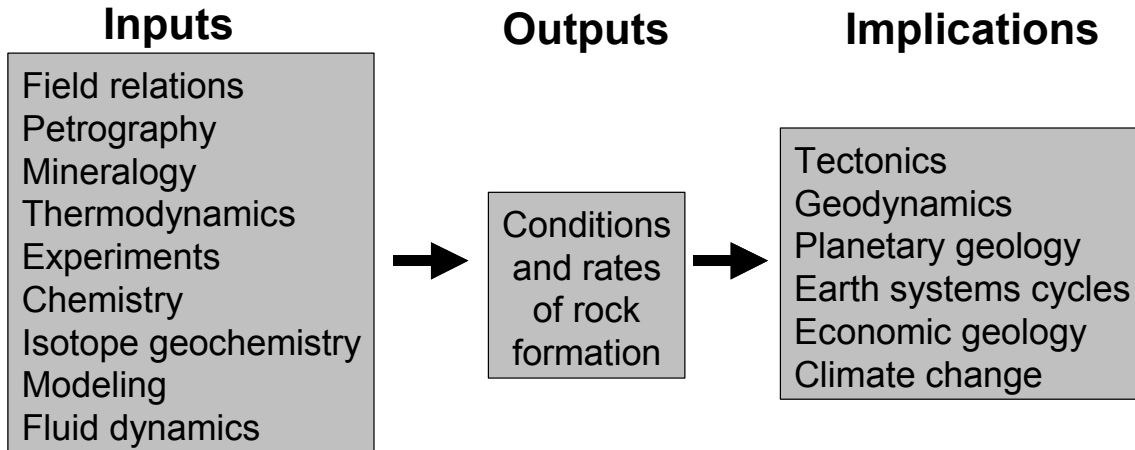 Inputs
Field relations
Petrography
Mineralogy
Thermodynamics
Experiments
Chemistry
Isotope geochemistry
Modeling
Fluid dynamics
Outputs
Conditions
and rates
of rock
formation
Implications
Tectonics
Geodynamics
Planetary geology
Earth systems cycles
Economic geology
Climate change